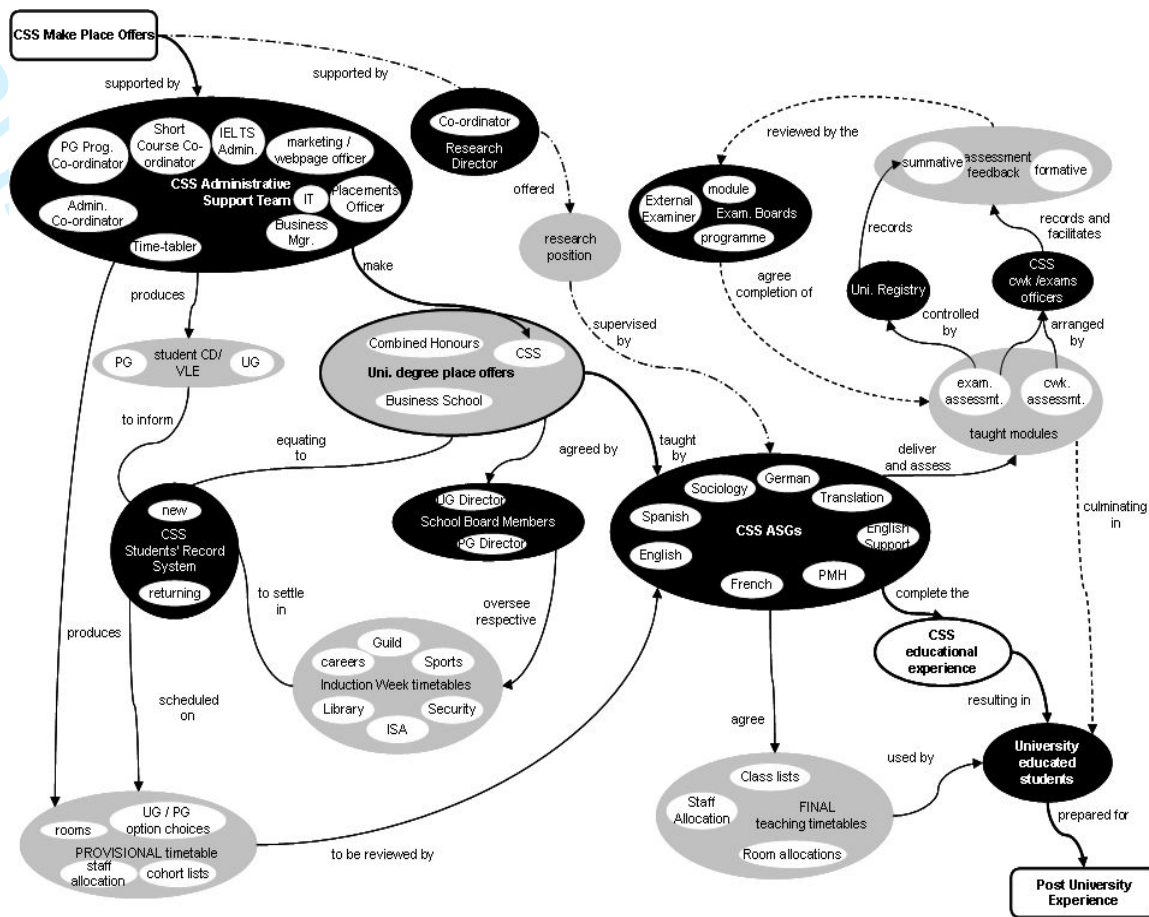 CSS Make Place Offers
supported by
supported by
PG Prog.
Co-ordinator
Short
Course Co-
ordinator
IELTS
Admin.
marketing /
webpage officer
CSS Administrative
Support Team
IT
Placements
Officer
Admin.
Co-ordinator
Business
Mgr.
Time-tabler
Co-ordinator
Research
Director
offered
research
position
supervised
by
reviewed by the
External
Examiner
module
Exam. Boards
programme
agree
completion of
summative
assessment
feedback
formative
records
records and
facilitates
Uni. Registry
CSS
cwk /exams
officers
controlled
by
arranged
by
exam.
assessmt.
cwk.
assessmt.
taught modules
produces
make
PG
student CD/
VLE
UG
Combined Honours
CSS
Uni. degree place offers
Business School
to inform
equating
to
agreed by
taught
by
deliver
and assess
culminating
in
new
CSS
Students' Record
System
returning
UG Director
School Board Members
PG Director
Sociology
German
Translation
Spanish
CSS ASGs
English
Support
English
French
PMH
to settle
in
oversee
respective
complete the
CSS
educational
experience
produces
scheduled
on
Guild
careers
Sports
Induction Week timetables
Library
Security
ISA
agree
resulting in
University
educated
students
used by
Class lists
Staff
Allocation
FINAL
teaching timetables
Room allocations
rooms
UG / PG
option choices
PROVISIONAL timetable
staff
allocation
cohort lists
to be reviewed by
prepared for
Post University
Experience